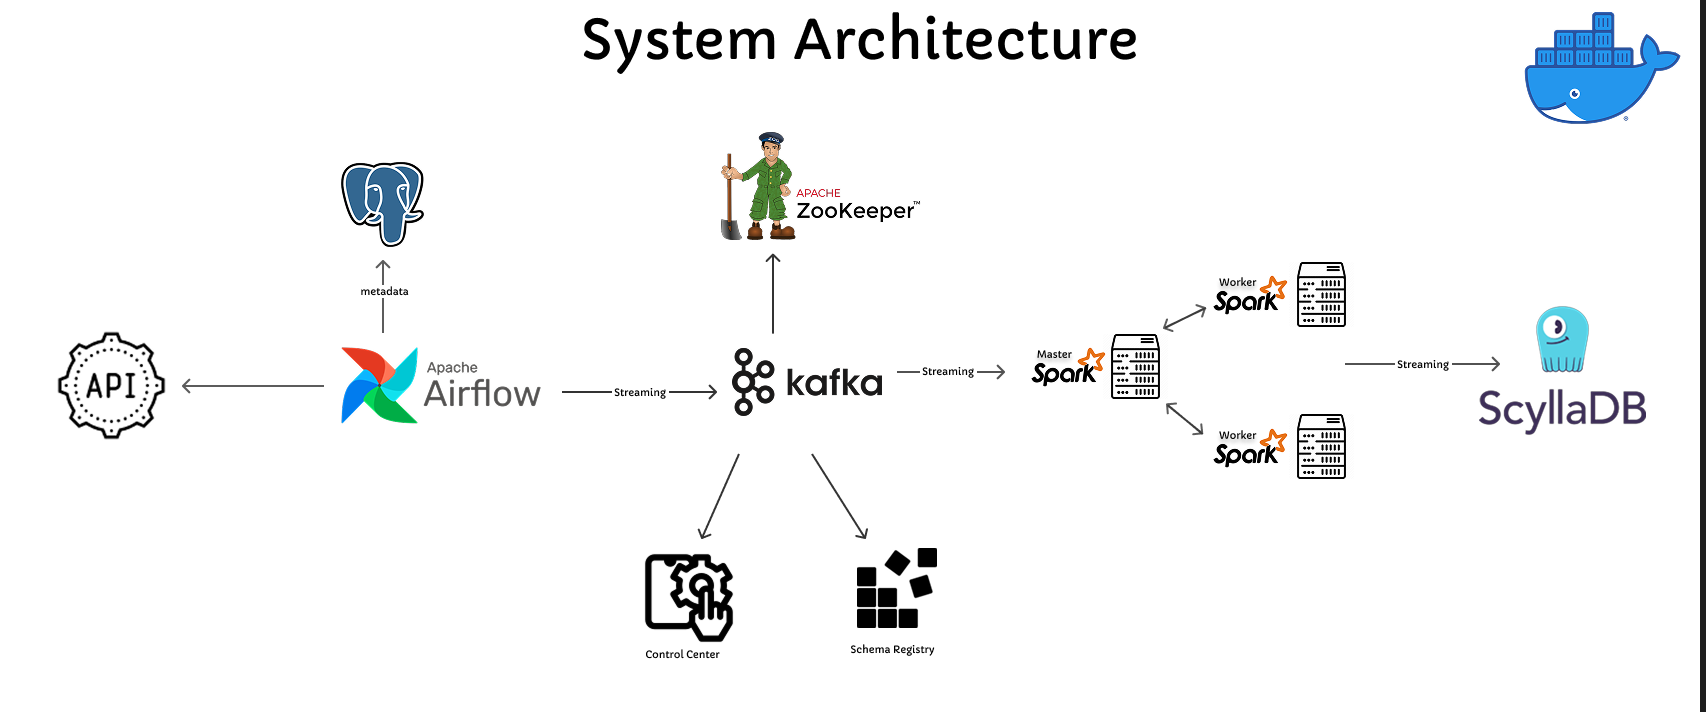 System Architecture
ZOO
APACHE
ZooKeeper™
metadata
API
Apache
Airflow
Streaming
kafka
Streaming
Master
Spark
Worker
Spark
Worker
Spark
Streaming
ScyllaDB
Control Center
Schema Registry
®